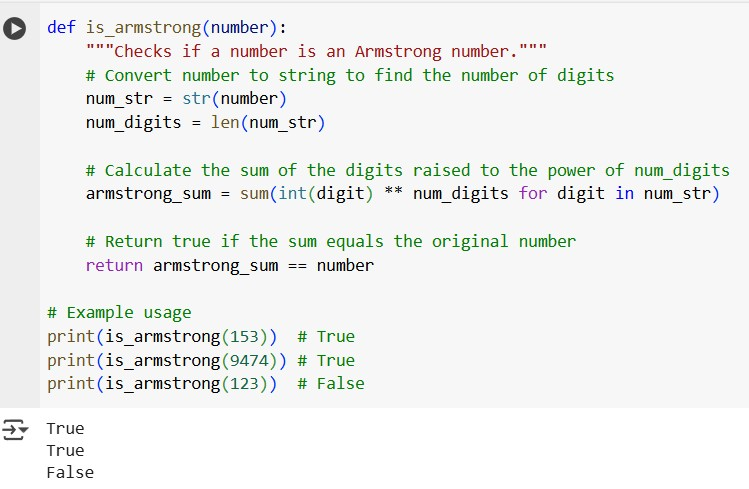 def is_armstrong(number):
    """Checks if a number is an Armstrong number."""
    # Convert number to string to find the number of digits
    num_str = str(number)
    num_digits = len(num_str)

    # Calculate the sum of the digits raised to the power of num_digits
    armstrong_sum = sum(int(digit) ** num_digits for digit in num_str)

    # Return true if the sum equals the original number
    return armstrong_sum == number

# Example usage
print(is_armstrong(153))  # True
print(is_armstrong(9474)) # True
print(is_armstrong(123))  # False

True
True
False